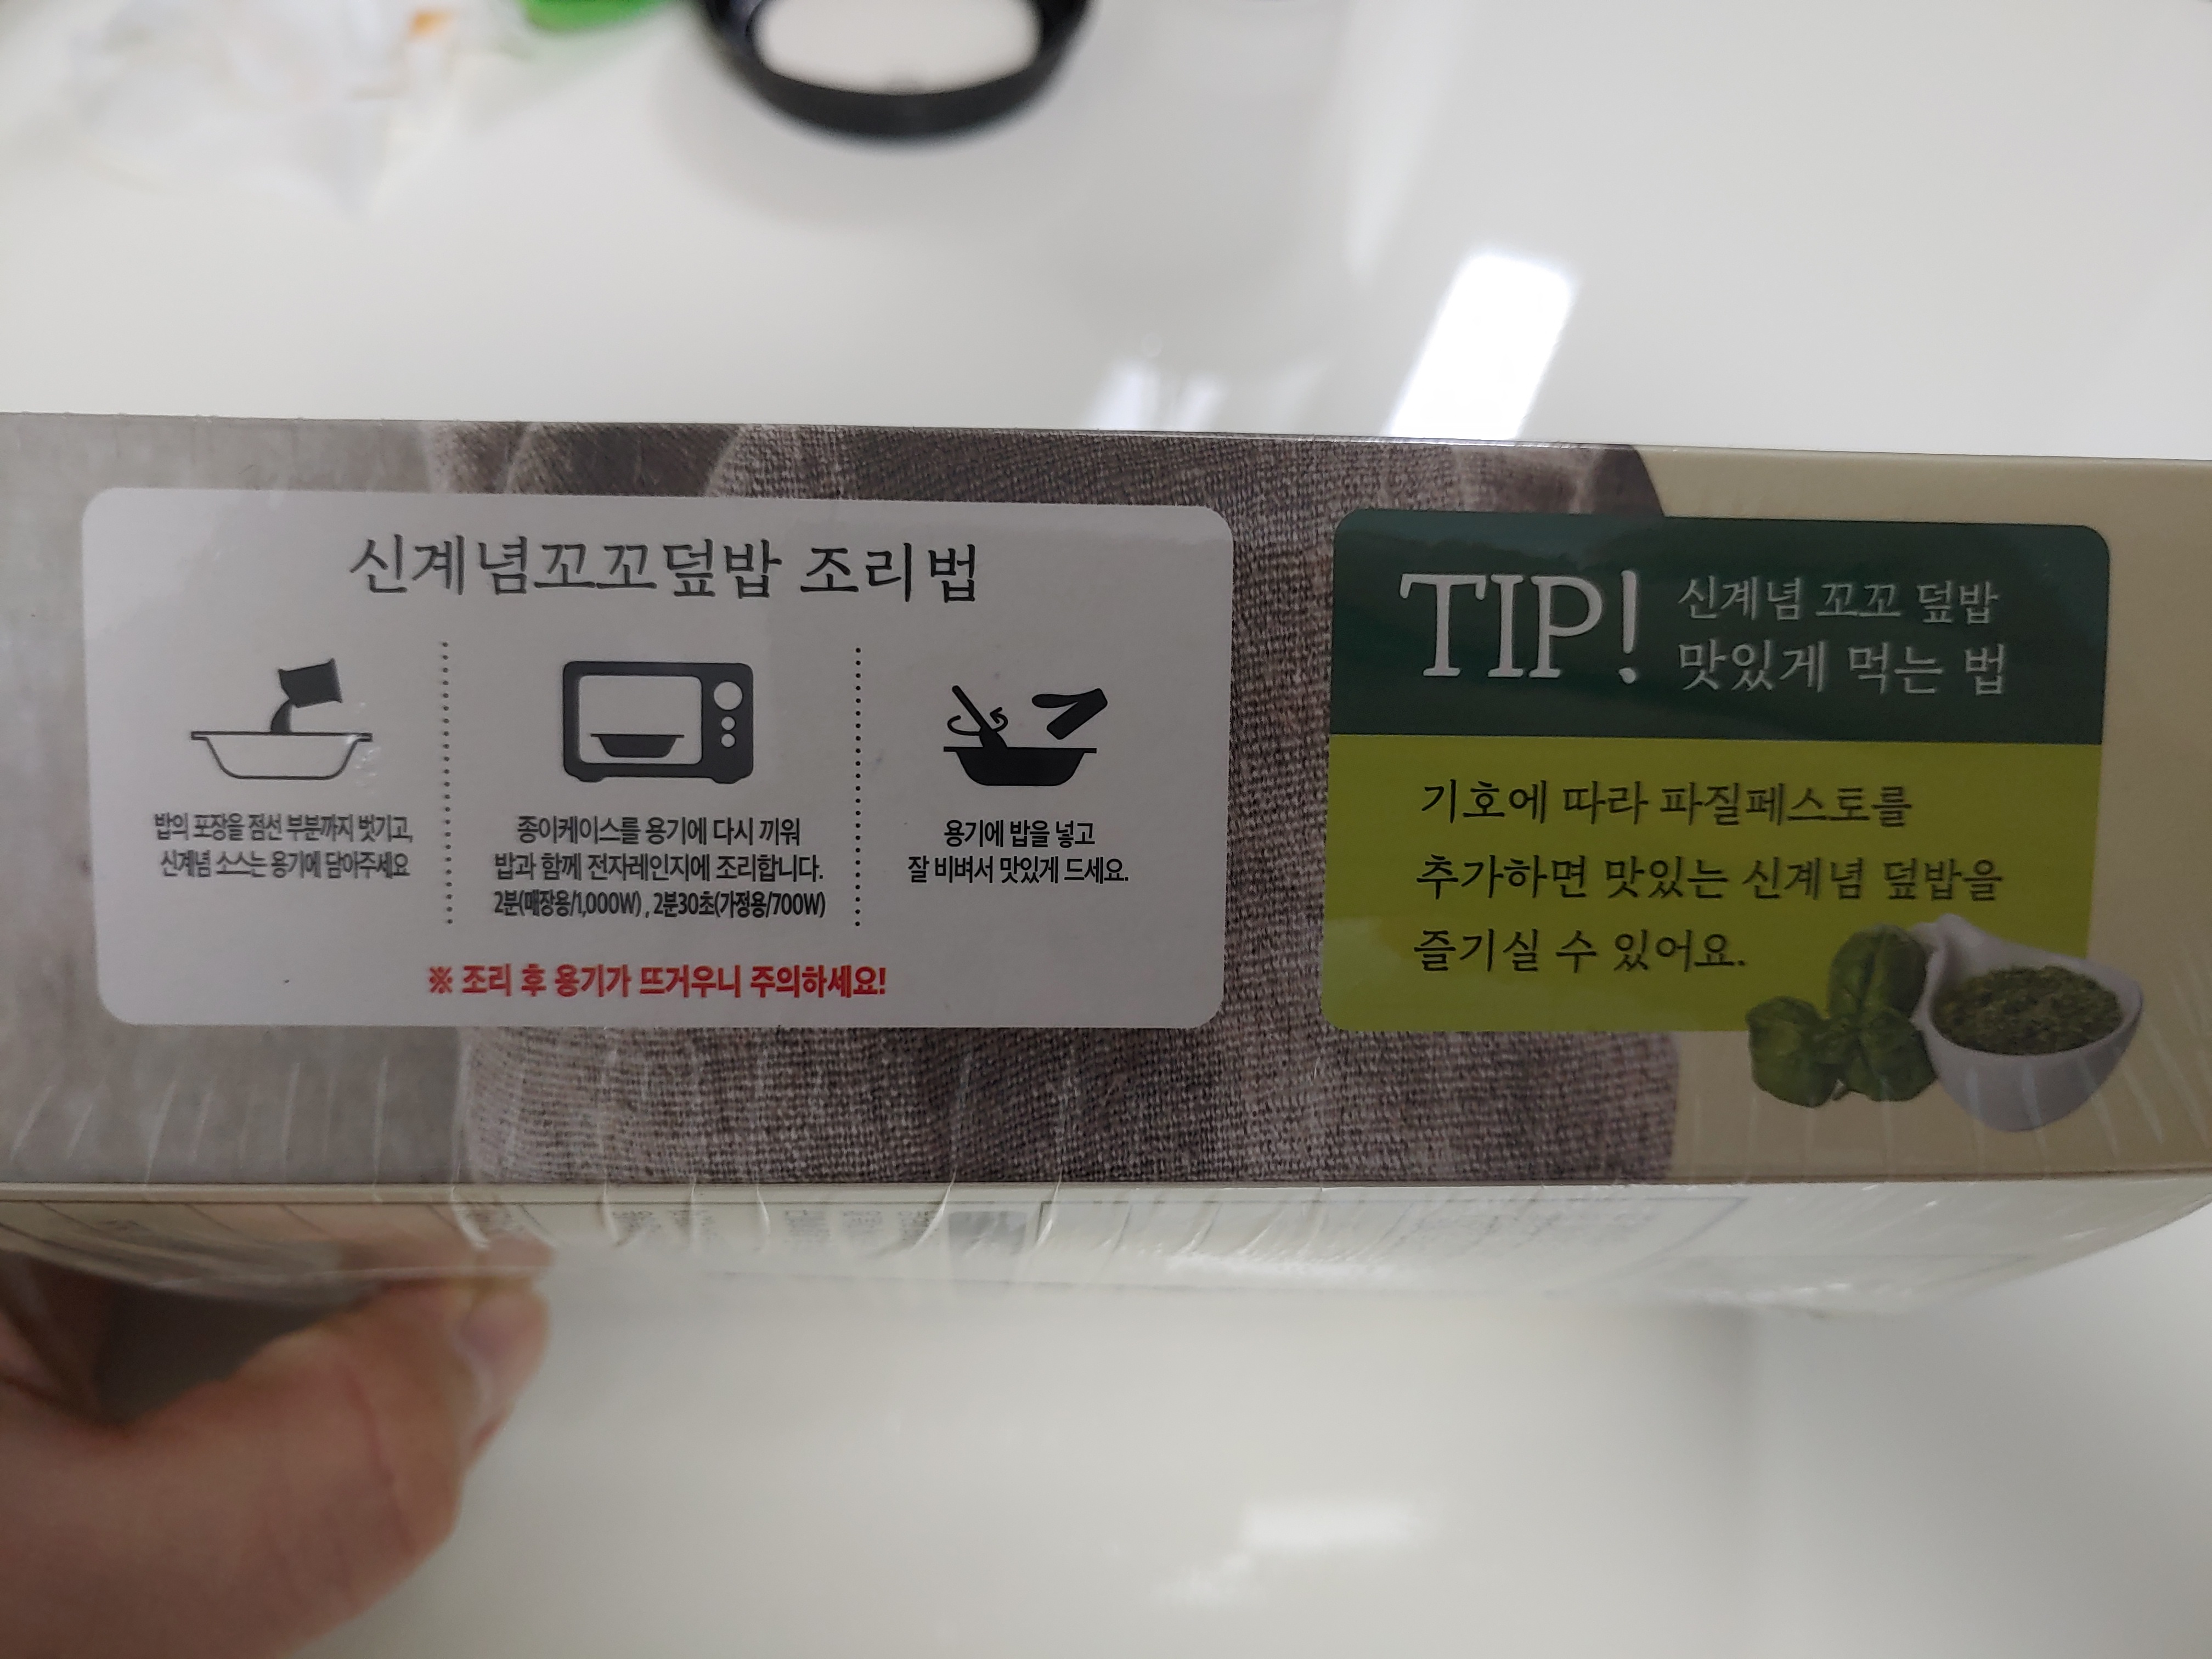 신계념꼬꼬덮밥 조리법
밥의 포장을 점선 부분까지 벗기고,
신계념 소스는 용기에 담아주세요
종이케이스를 용기에 다시 끼워
밥과 함께 전자레인지에 조리합니다.
2분(매장용/1,000W) , 2분30초(가정용/700W)
용기에 밥을 넣고
잘 비벼서 맛있게 드세요.
※ 조리 후 용기가 뜨거우니 주의하세요!
TIP! 신계념 꼬꼬 덮밥
맛있게 먹는 법
기호에 따라 파질페스토를
추가하면 맛있는 신계념 덮밥을
즐기실 수 있어요.